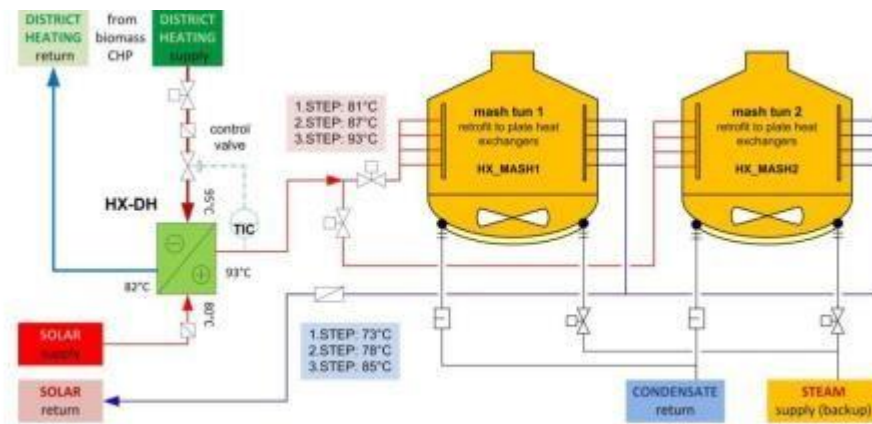 DISTRICT
HEATING
return
from
biomass
CHP
DISTRICT
HEATING
supply
control
valve
HX-DH
95°C
TIC
82°C
93°C
80°C
1.STEP: 81°C
2.STEP: 87°C
3.STEP: 93°C
mash tun 1
retrofit to plate heat
exchangers
HX_MASH1
mash tun 2
retrofit to plate heat
exchangers
HX_MASH2
SOLAR
supply
1.STEP: 73°C
2.STEP: 78°C
3.STEP: 85°C
SOLAR
return
CONDENSATE
return
STEAM
supply (backup)